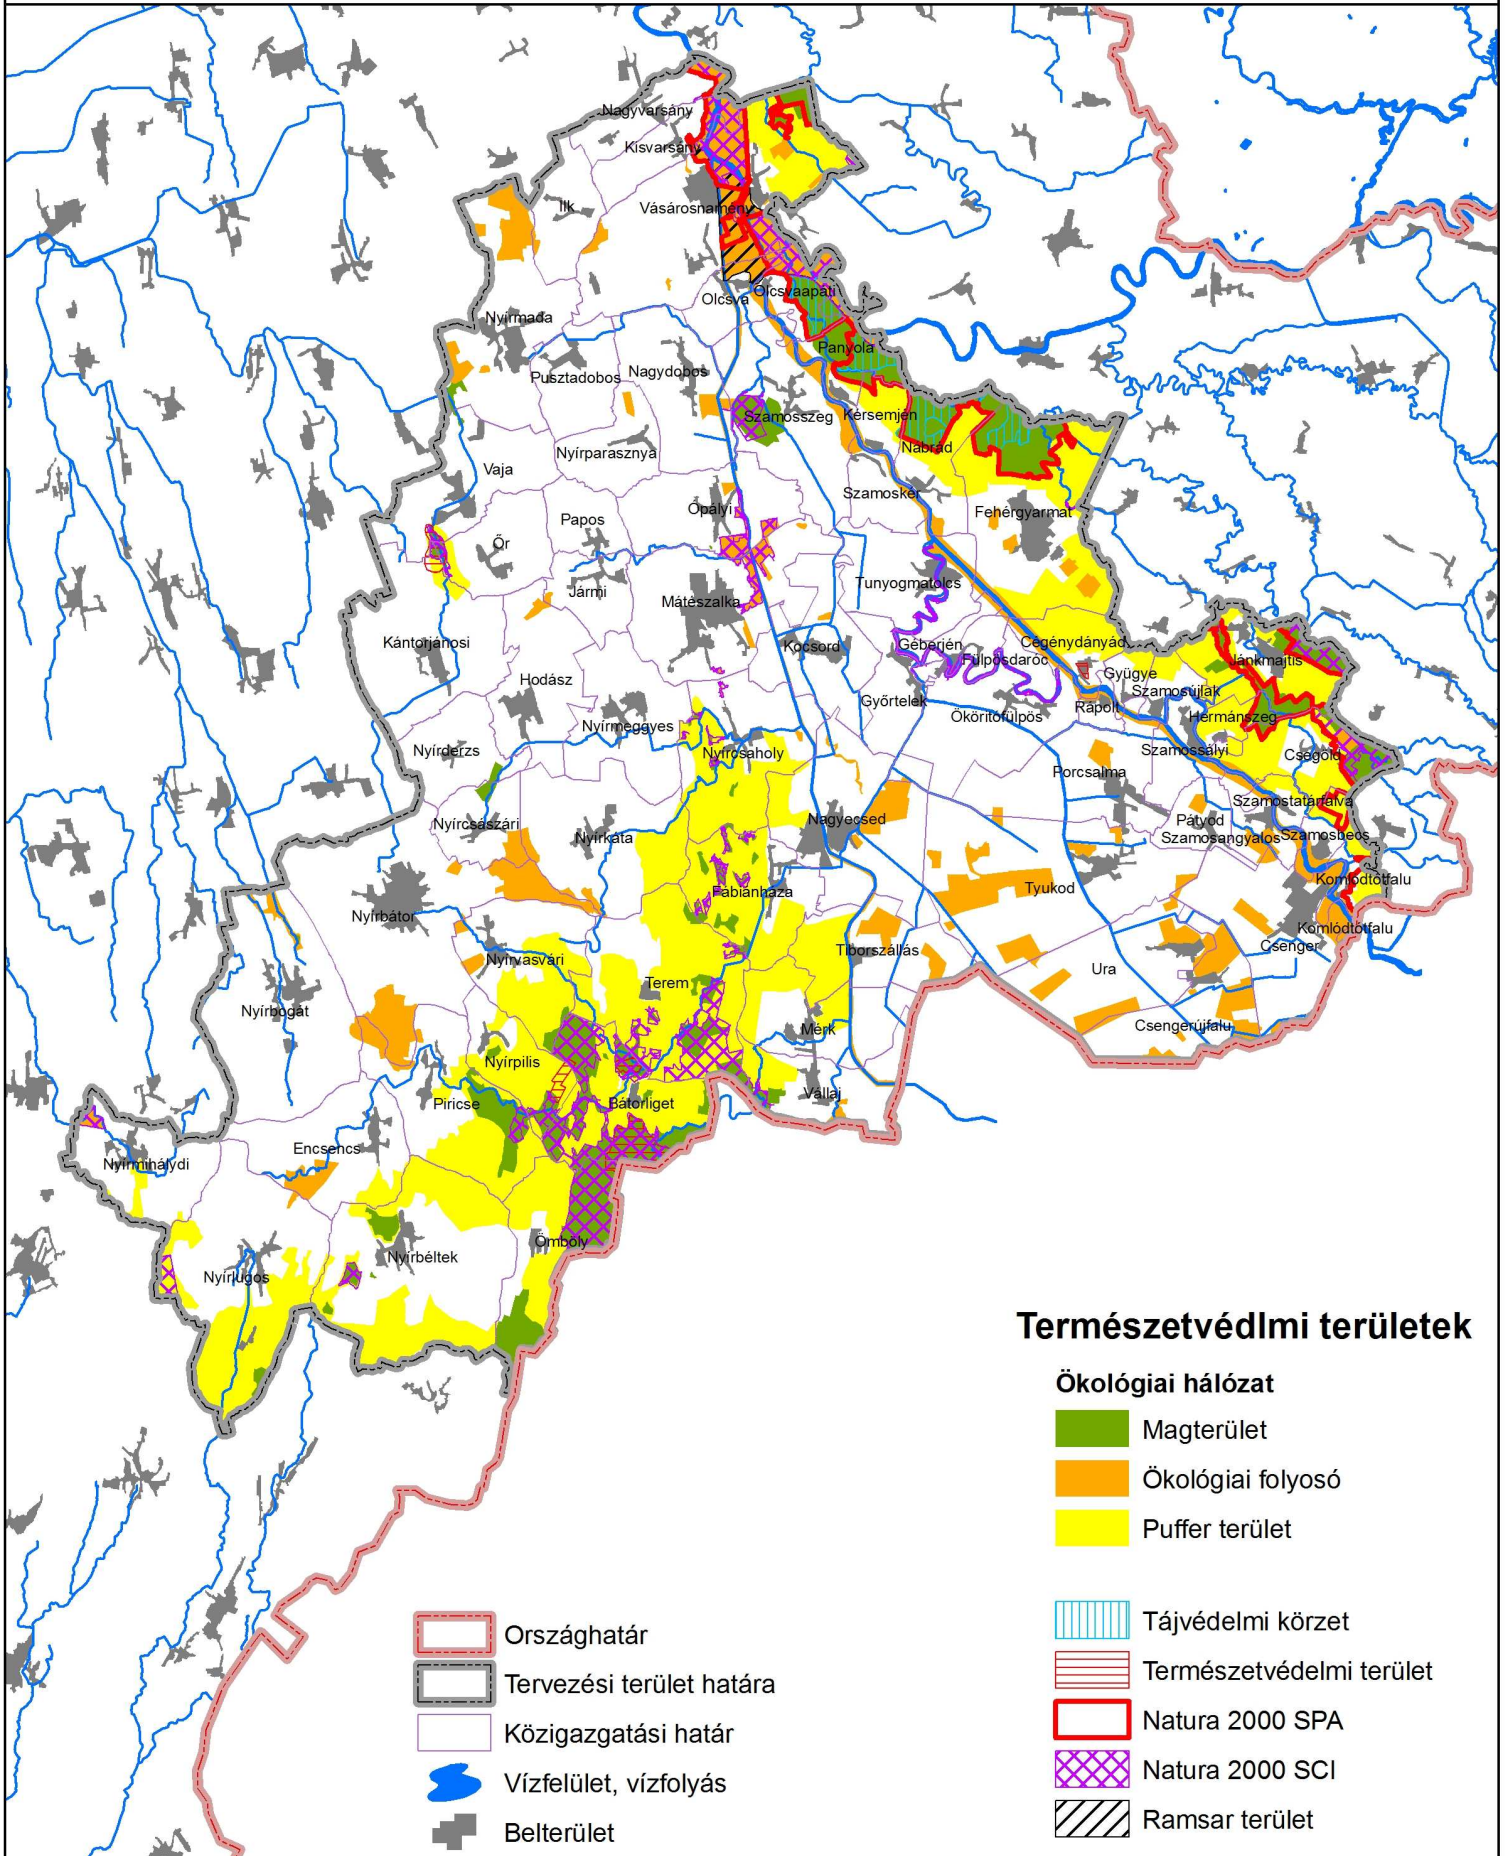 Nagyvarsány
Kisvarsány
Ilk
Vásárosnamény
Olcsvaapáti
Olcsva
Nyírmada
Panyola
Pusztadobos
Nagydobos
Szamosszeg
Kérsemjén
Nábrád
Nyírparasznya
Vaja
Szamoskér
Ópályi
Fehérgyarmat
Papos
Őr
Tunyogmatolcs
Jármi
Mátészalka
Kántorjánosi
Kocsord
Géberjén
Cégénydányád
Fülpösdaróc
Jánkmajtis
Gyügye
Hodász
Szamosújlak
Győrtelek
Rápolt
Ököritófülpös
Hermánszeg
Nyírmeggyes
Nyírderzs
Nyírcsaholy
Szamossályi
Csegöld
Porcsalma
Szamostatárfalva
Nyírcsászári
Nagyecsed
Pátyod
Nyírkáta
Szamosangyalos
Szamosbecs
Komlódtótfalu
Fábiánháza
Tyukod
Nyírbátor
Komlódtótfalu
Csenger
Tiborszállás
Nyírvasvári
Ura
Terem
Nyírbogát
Csengerújfalu
Mérk
Nyírpilis
Vállaj
Piricse
Bátorliget
Encsencs
Nyírmihálydi
Ömböly
Nyírbéltek
Nyírlugos
Természetvédlmi területek
Ökológiai hálózat
Magterület
Ökológiai folyosó
Puffer terület
Tájvédelmi körzet
Természetvédelmi terület
Natura 2000 SPA
Natura 2000 SCI
Ramsar terület
Országhatár
Tervezési terület határa
Közigazgatási határ
Vízfelület, vízfolyás
Belterület